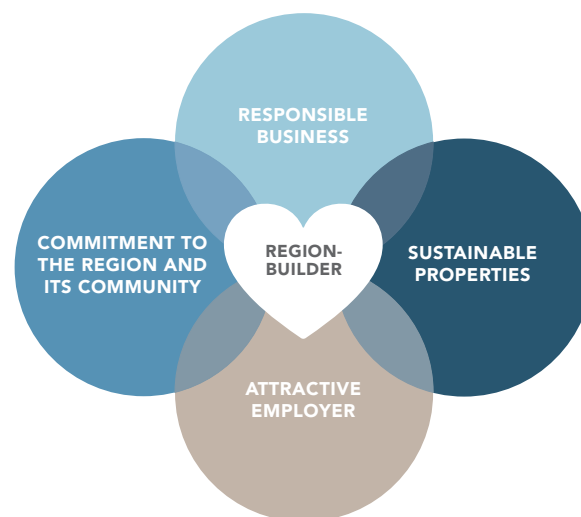 RESPONSIBLE
BUSINESS
COMMITMENT TO
THE REGION AND
ITS COMMUNITY
REGION-
BUILDER
SUSTAINABLE
PROPERTIES
ATTRACTIVE
EMPLOYER